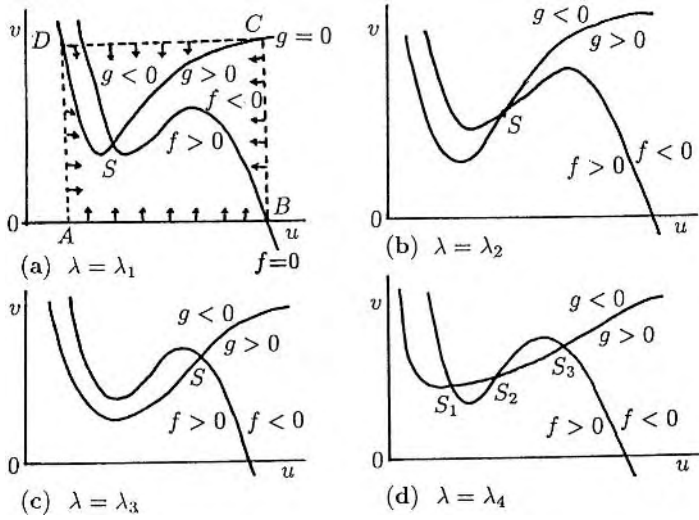 v
D
C
g = 0
g < 0
g > 0
f < 0
f > 0
S
0
A
B
u
(a) λ = λ₁
f=0
v
g < 0
g > 0
S
f > 0
f < 0
0
u
(b) λ = λ₂
v
g < 0
g > 0
S
f > 0
f < 0
0
u
(c) λ = λ₃
v
g < 0
g > 0
S₁
S₂
S₃
f > 0
f < 0
0
u
(d) λ = λ₄